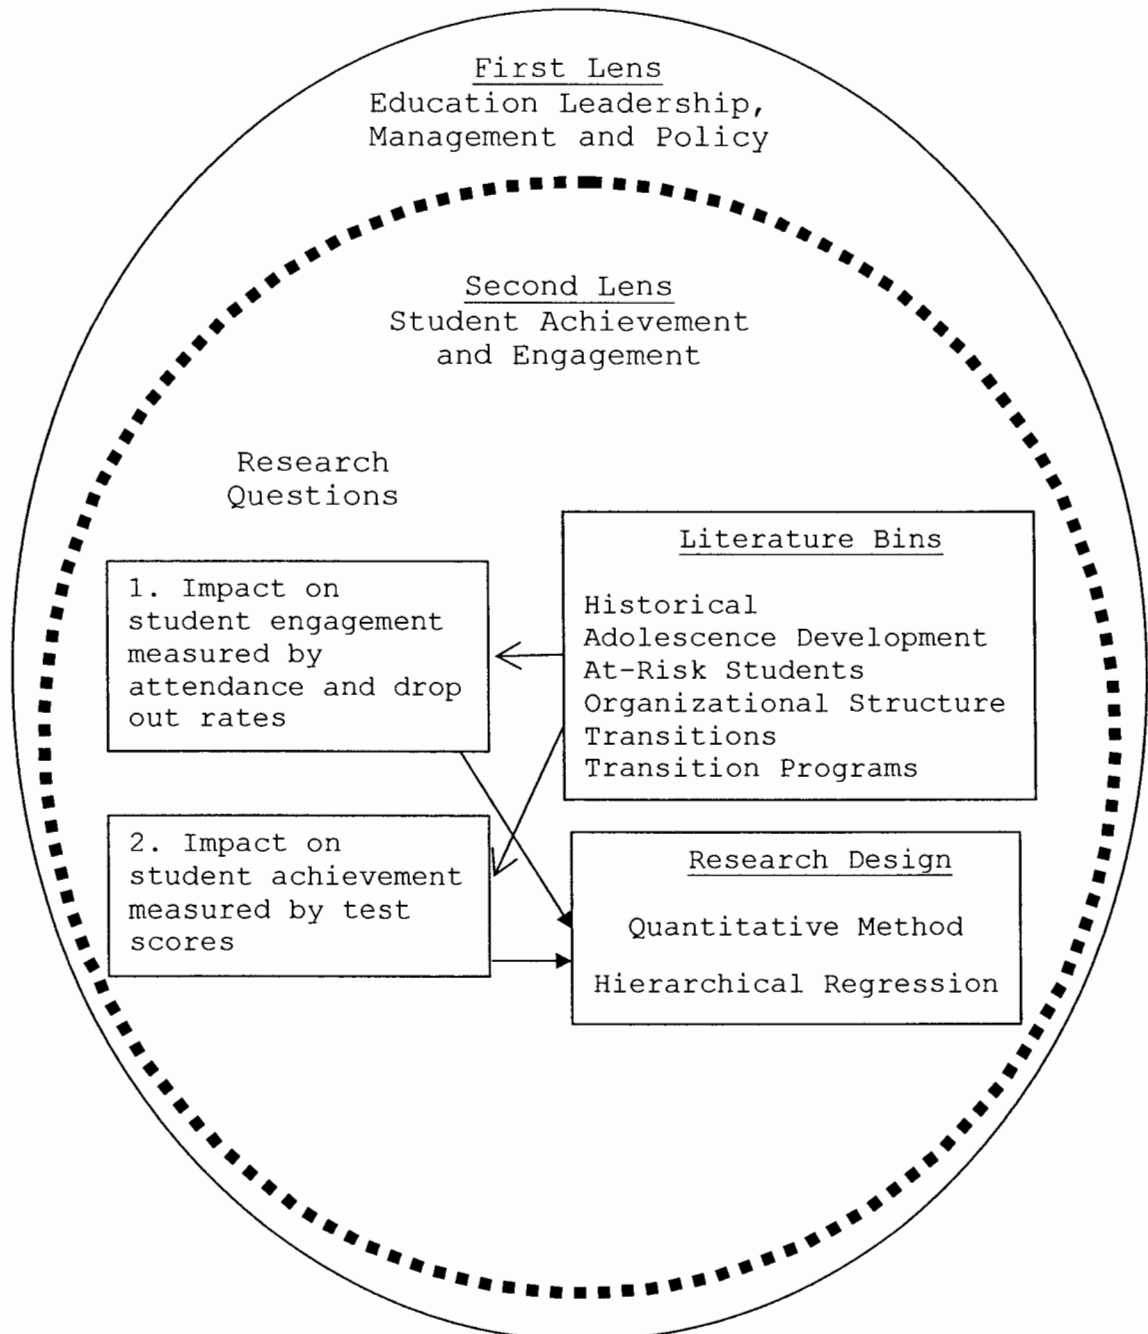 First Lens
Education Leadership,
Management and Policy
Second Lens
Student Achievement
and Engagement
Research
Questions
1. Impact on
student engagement
measured by
attendance and drop
out rates
2. Impact on
student achievement
measured by test
scores
Literature Bins
Historical
Adolescence Development
At-Risk Students
Organizational Structure
Transitions
Transition Programs
Research Design
Quantitative Method
Hierarchical Regression